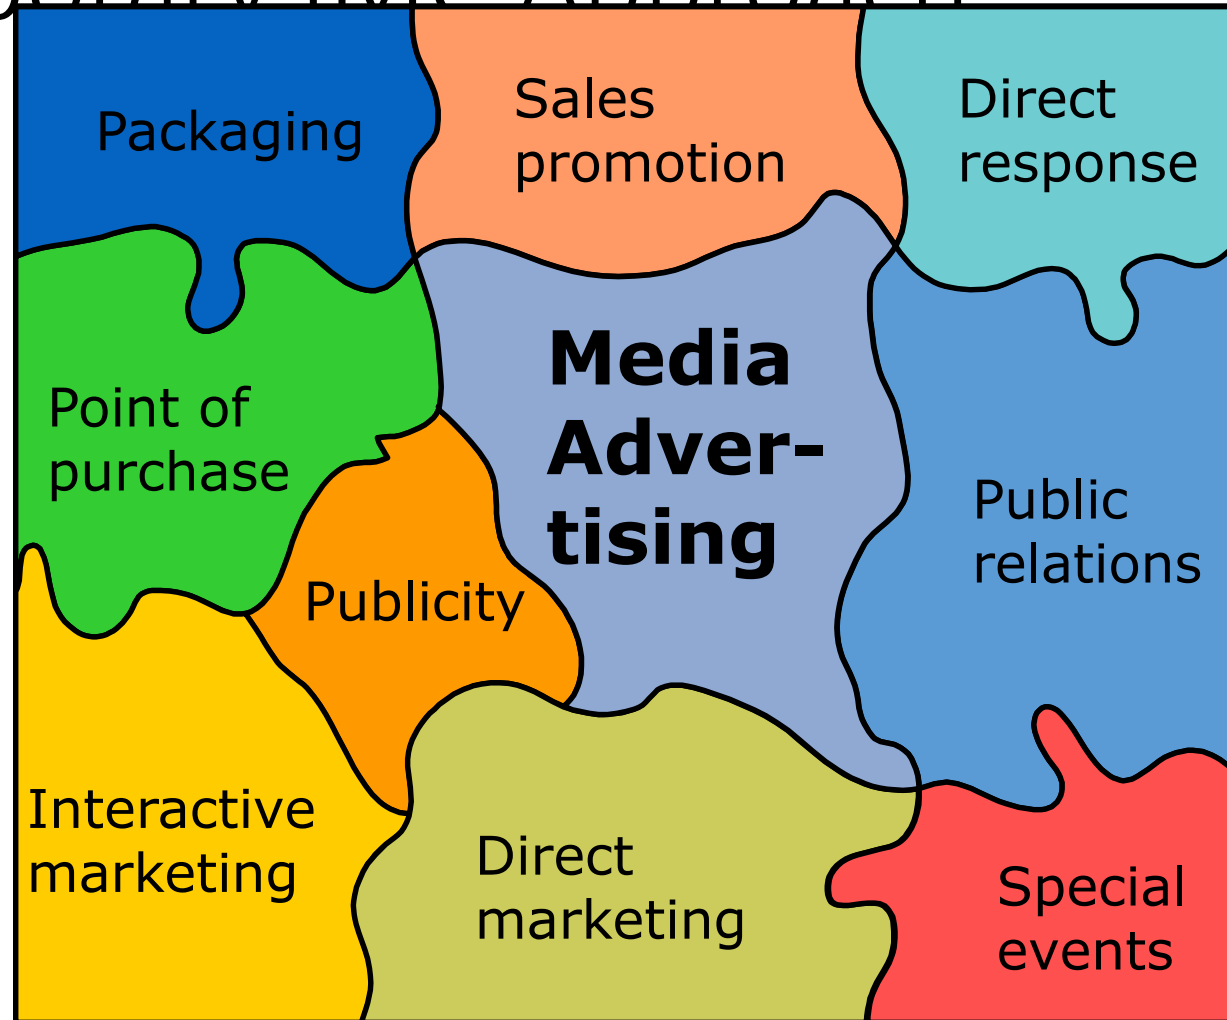 Packaging
Sales
promotion
Direct
response
Point of
purchase
Media
Adver-
tising
Publicity
Public
relations
Interactive
marketing
Direct
marketing
Special
events